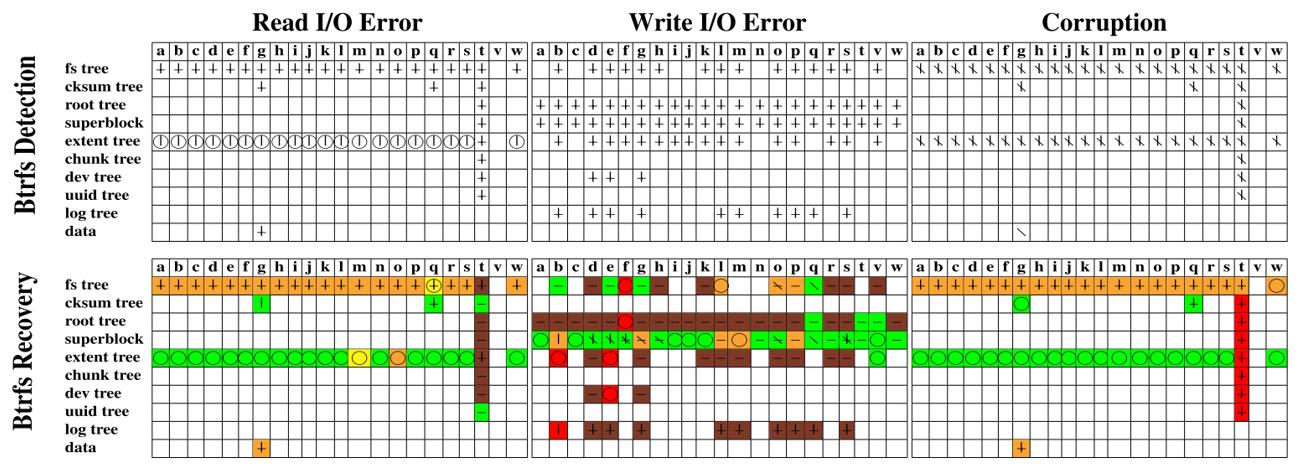 Read I/O Error Write I/O Error Corruption
a b c d e f g h i j k l m n o p q r s t v w a b c d e f g h i j k l m n o p q r s t v w a b c d e f g h i j k l m n o p q r s t v w
Btrfs Detection
fs tree
cksum tree
root tree
superblock
extent tree
chunk tree
dev tree
uuid tree
log tree
data
a b c d e f g h i j k l m n o p q r s t v w a b c d e f g h i j k l m n o p q r s t v w a b c d e f g h i j k l m n o p q r s t v w
Btrfs Recovery
fs tree
cksum tree
root tree
superblock
extent tree
chunk tree
dev tree
uuid tree
log tree
data